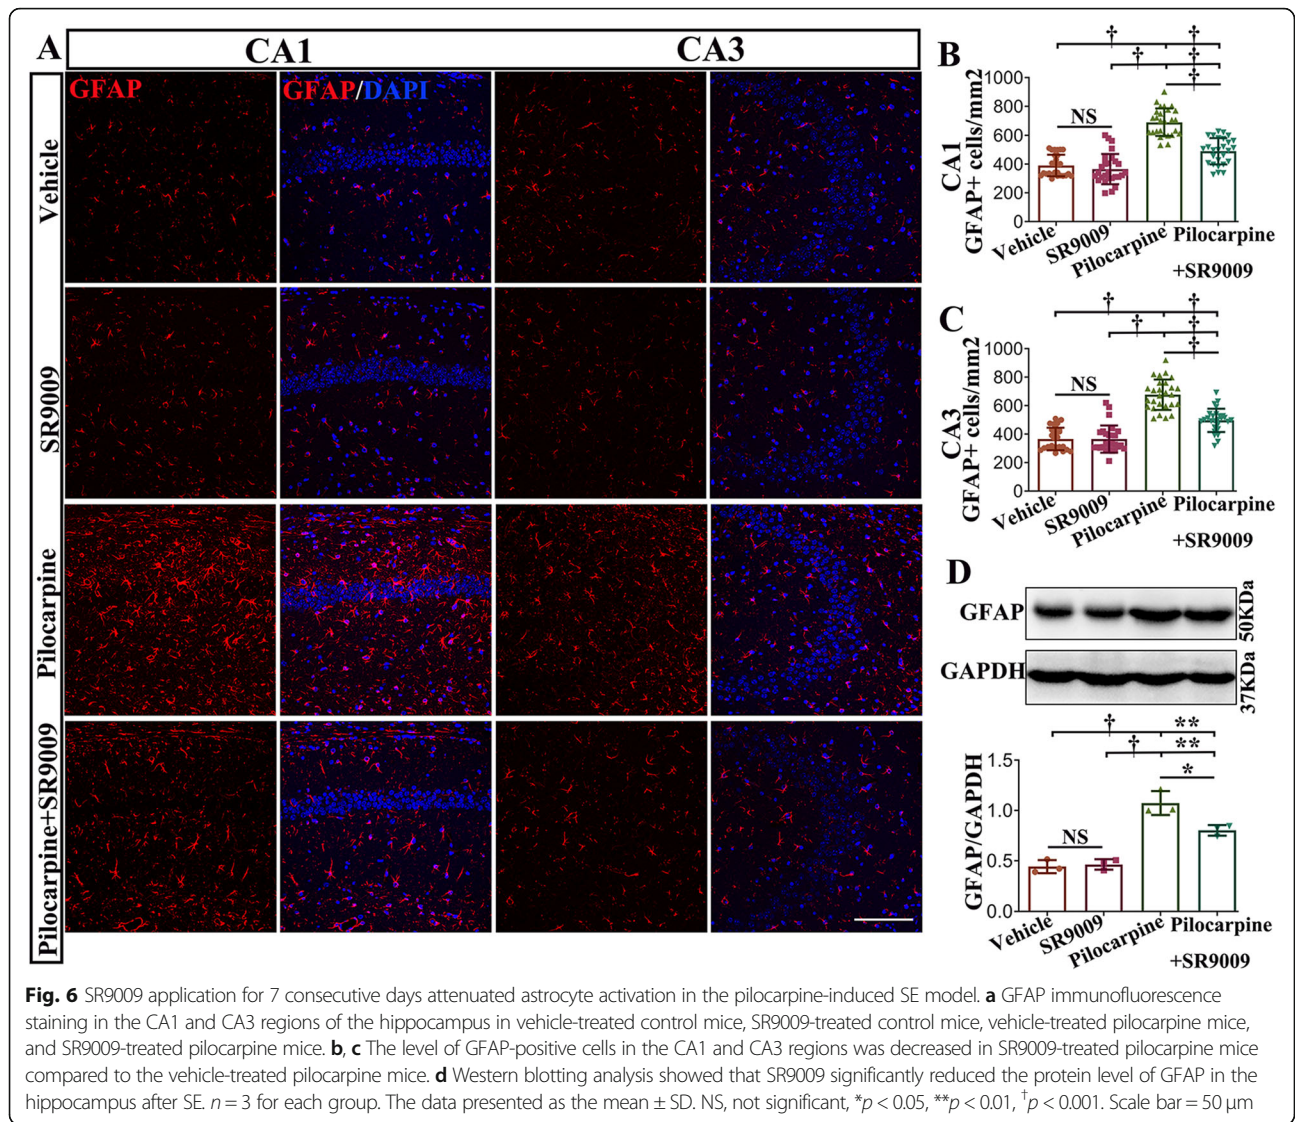 A
CA1
CA3
GFAP
GFAP/DAPI
Vehicle
SR9009
Pilocarpine
Pilocarpine+SR9009
B
† †
† ‡
‡
1000
800
600
400
200
0
CA1
GFAP+ cells/mm2
NS
Vehicle
SR9009
Pilocarpine
Pilocarpine
+SR9009
C
† †
† ‡
†
1000
800
600
400
200
0
CA3
GFAP+ cells/mm2
NS
Vehicle
SR9009
Pilocarpine
Pilocarpine
+SR9009
D
GFAP
50KDa
GAPDH
37KDa
† **
† **
*
1.5
1.0
0.5
0.0
GFAP/GAPDH
NS
Vehicle
SR9009
Pilocarpine
Pilocarpine
+SR9009
Fig. 6 SR9009 application for 7 consecutive days attenuated astrocyte activation in the pilocarpine-induced SE model. a GFAP immunofluorescence
staining in the CA1 and CA3 regions of the hippocampus in vehicle-treated control mice, SR9009-treated control mice, vehicle-treated pilocarpine mice,
and SR9009-treated pilocarpine mice. b, c The level of GFAP-positive cells in the CA1 and CA3 regions was decreased in SR9009-treated pilocarpine mice
compared to the vehicle-treated pilocarpine mice. d Western blotting analysis showed that SR9009 significantly reduced the protein level of GFAP in the
hippocampus after SE. n = 3 for each group. The data presented as the mean ± SD. NS, not significant, *p < 0.05, **p < 0.01, †p < 0.001. Scale bar = 50 μm